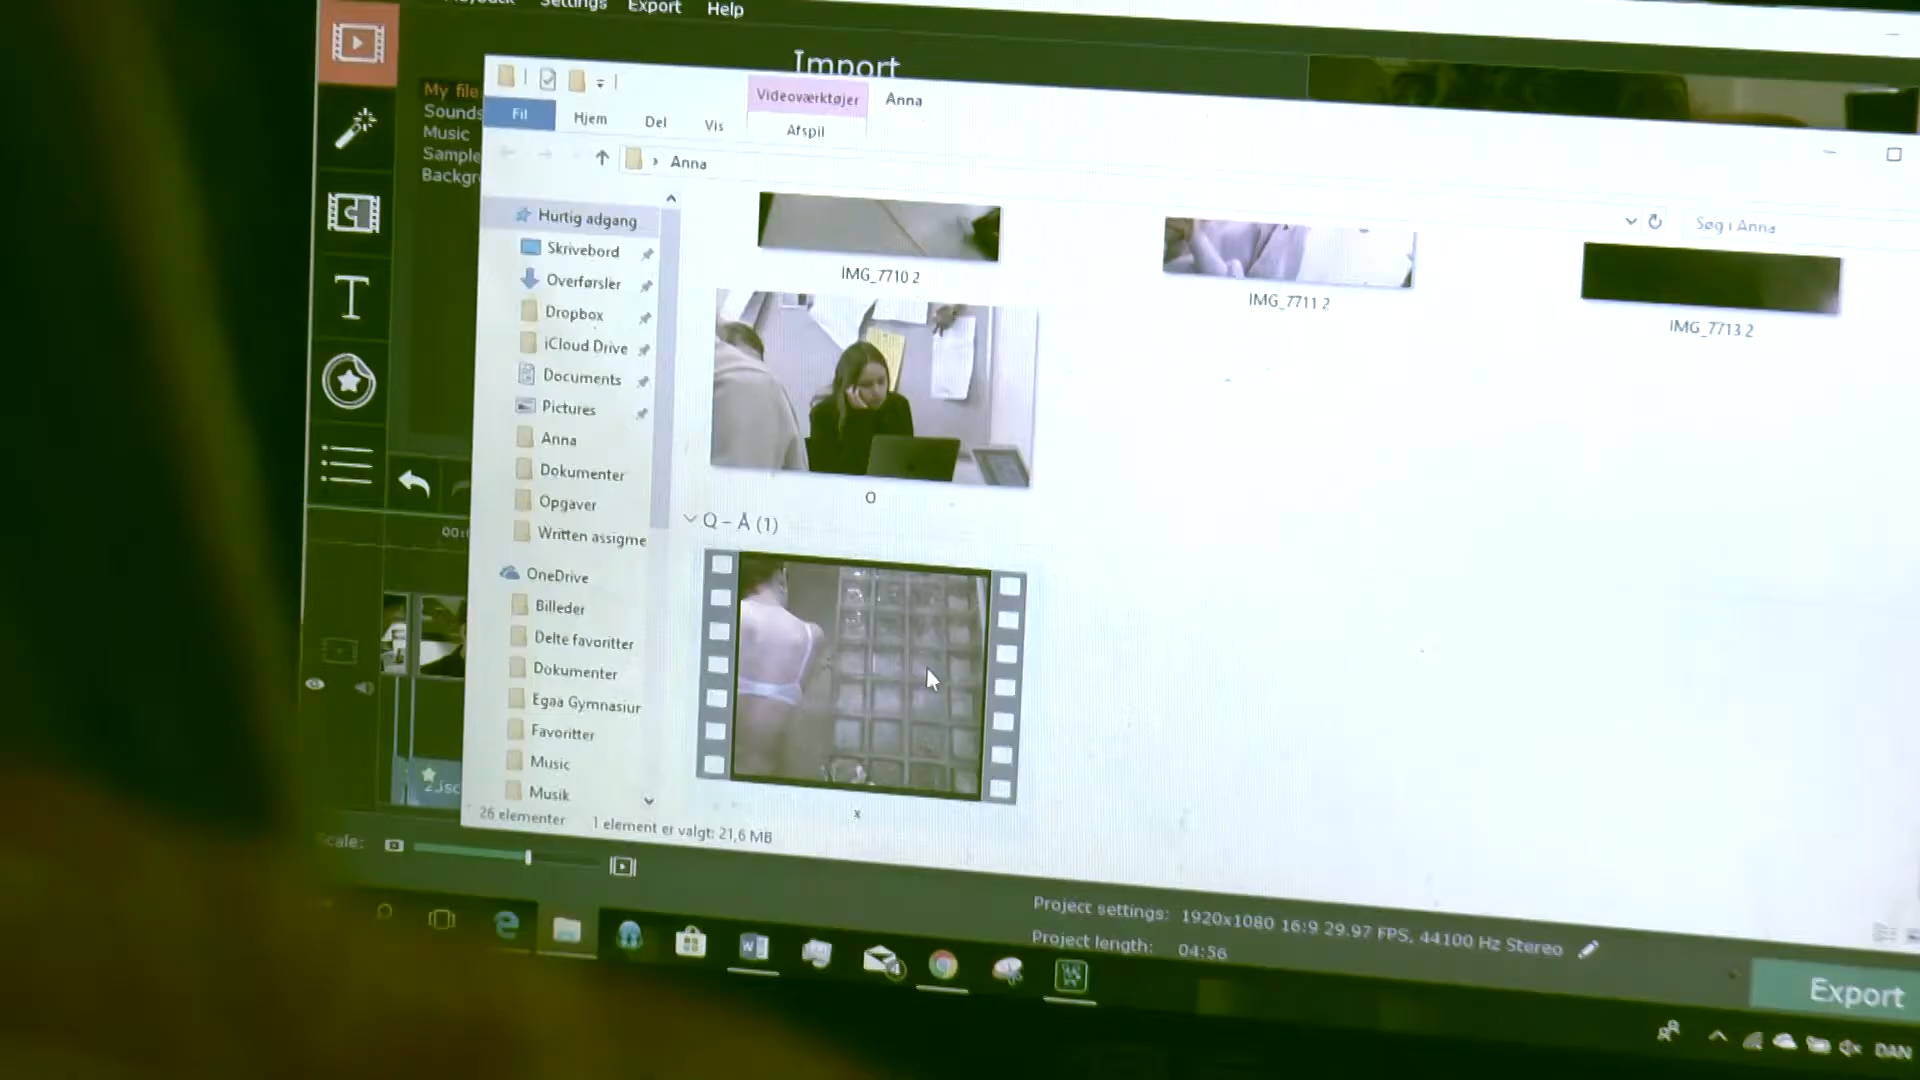 Settings Export Help
Import
My file
Sounds
Music
Sample
Backgr
Videoværktøjer Anna
Fil Hjem Del Vis Afspil
Anna
Søg i Anna
Hurtig adgang
Skrivebord
Overførsler
Dropbox
iCloud Drive
Documents
Pictures
Anna
Dokumenter
Opgaver
Written assigme
OneDrive
Billeder
Delte favoritter
Dokumenter
Egaa Gymnasiur
Favoritter
Music
Musik
IMG_7710 2
IMG_7711 2
IMG_7713 2
O
Q – Å (1)
x
26 elementer 1 element er valgt: 21,6 MB
Scale:
Project settings: 1920x1080 16:9 29.97 FPS, 44100 Hz Stereo
Project length: 04:56
Export
DAN